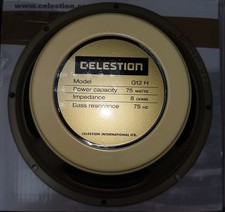 www.celestion.c
CELESTION
Model G12 H
Power capacity 75 WATTS
Impedance 8 OHMS
Bass resonance 75 HZ
CELESTION INTERNATIONAL LTD.